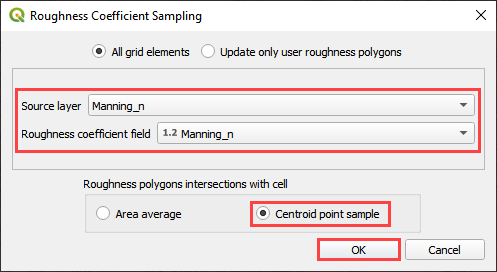 Roughness Coefficient Sampling
All grid elements Update only user roughness polygons
Source layer Manning_n
Roughness coefficient field 1.2 Manning_n
Roughness polygons intersections with cell
Area average Centroid point sample
OK Cancel